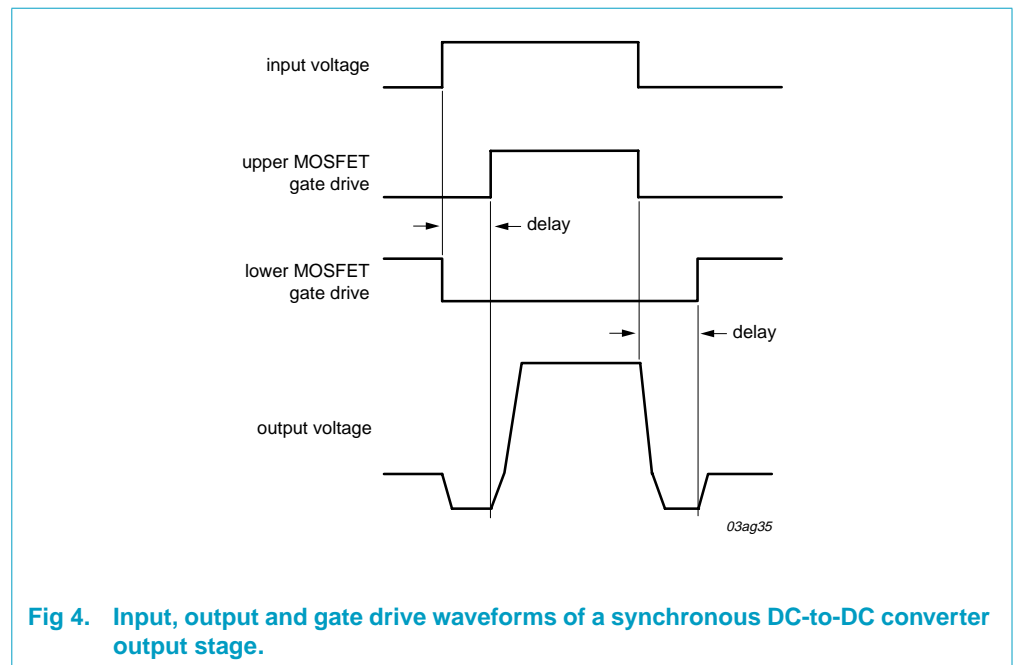 input voltage
upper MOSFET
gate drive
delay
lower MOSFET
gate drive
delay
output voltage
03ag35
Fig 4. Input, output and gate drive waveforms of a synchronous DC-to-DC converter
output stage.